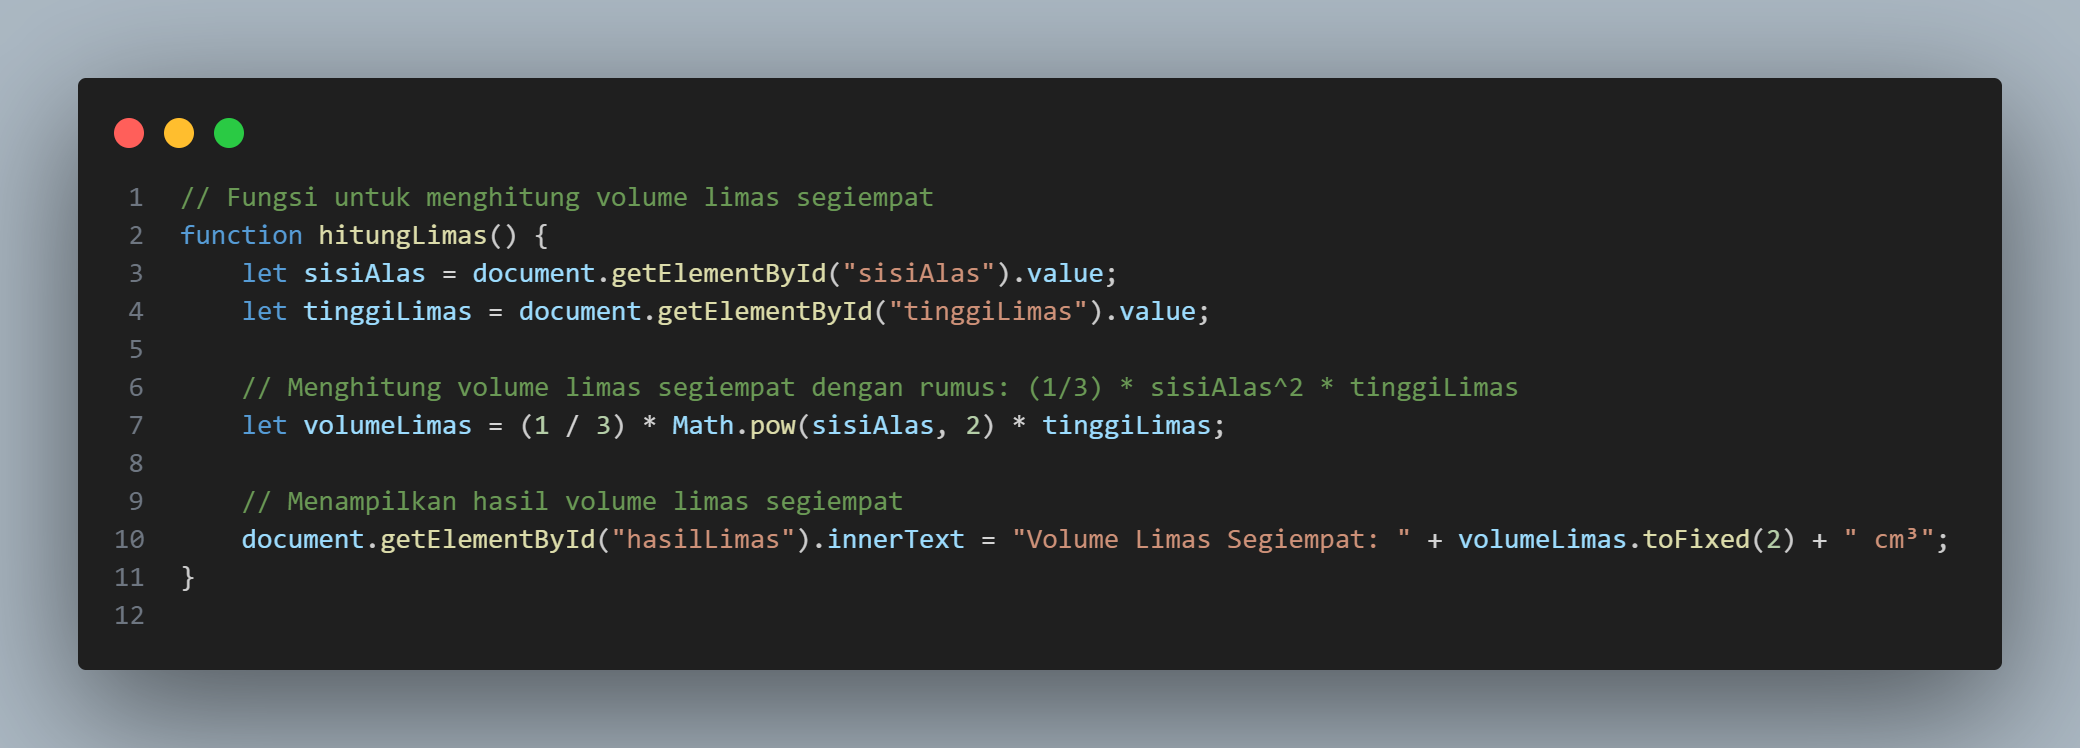 1 // Fungsi untuk menghitung volume limas segiempat
2 function hitungLimas() {
3     let sisiAlas = document.getElementById("sisiAlas").value;
4     let tinggiLimas = document.getElementById("tinggiLimas").value;
5
6     // Menghitung volume limas segiempat dengan rumus: (1/3) * sisiAlas^2 * tinggiLimas
7     let volumeLimas = (1 / 3) * Math.pow(sisiAlas, 2) * tinggiLimas;
8
9     // Menampilkan hasil volume limas segiempat
10     document.getElementById("hasilLimas").innerText = "Volume Limas Segiempat: " + volumeLimas.toFixed(2) + " cm³";
11 }
12